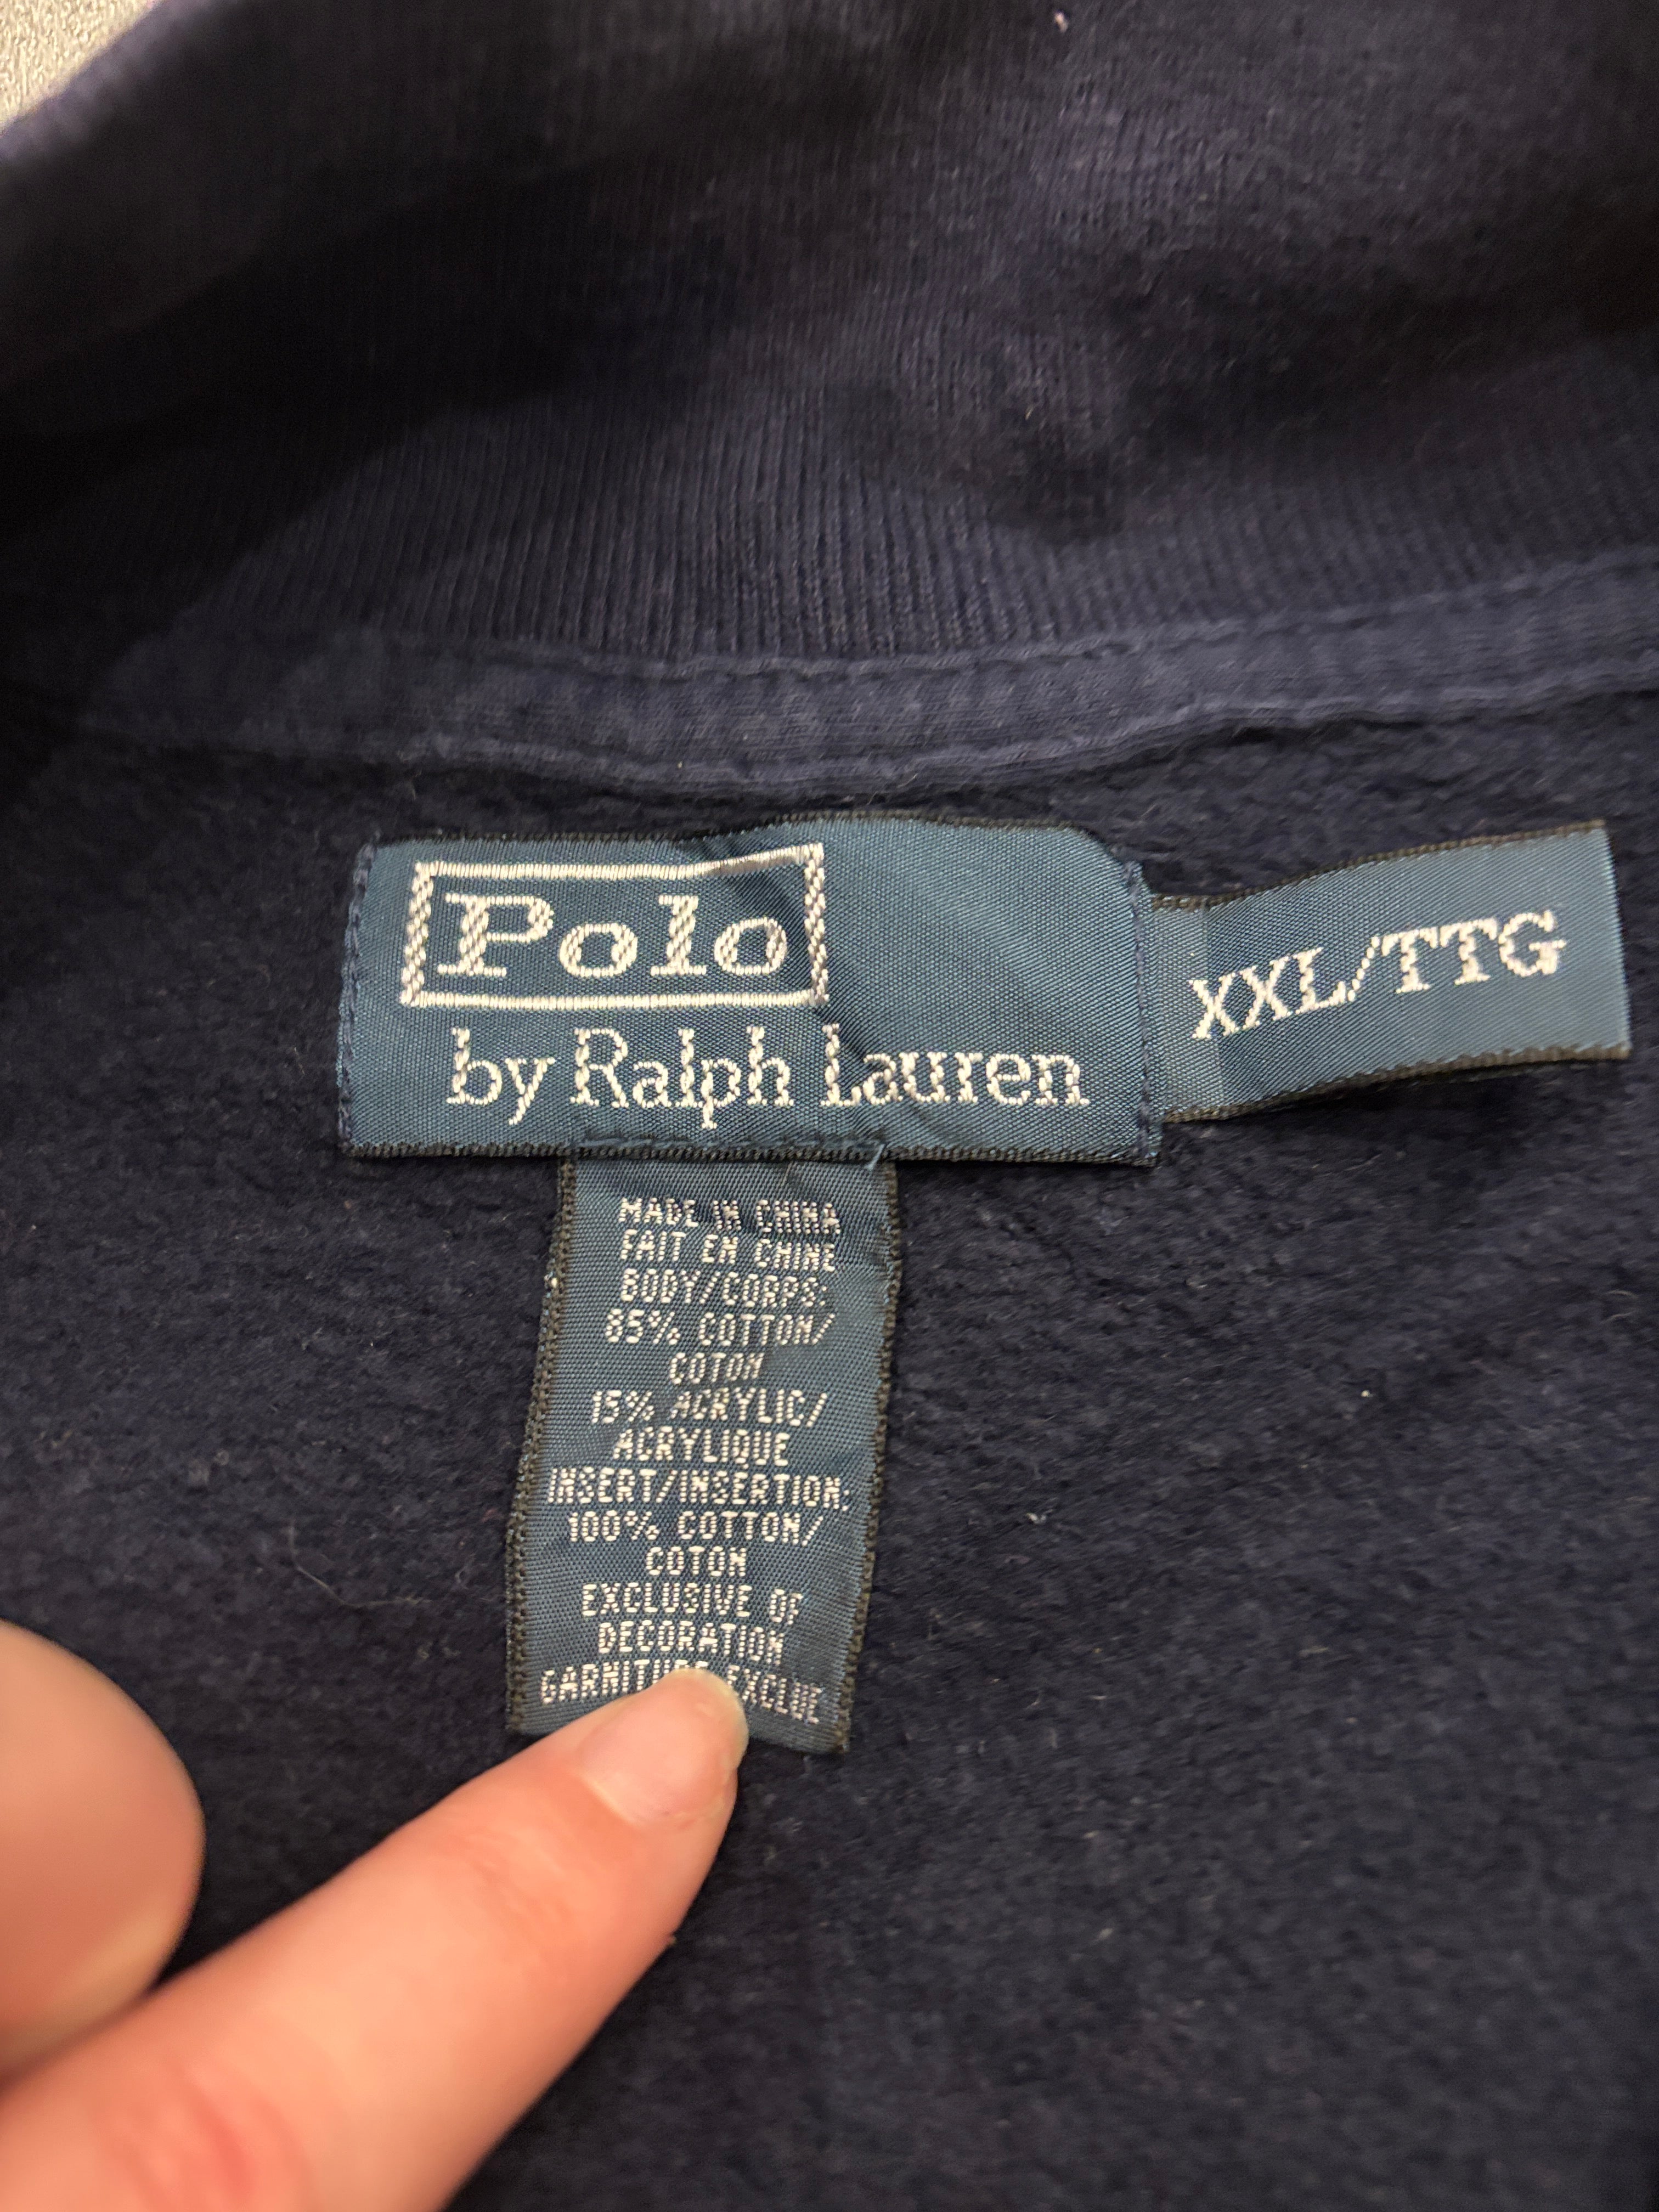 Polo
by Ralph Lauren
XXL/TTG
MADE IN CHINA
FAIT EN CHINE
BODY/CORPS:
85% COTTON/
COTON
15% ACRYLIC/
ACRYLIQUE
INSERT/INSERTION:
100% COTTON/
COTON
EXCLUSIVE OF
DECORATION
GARNITURE EXCLUE